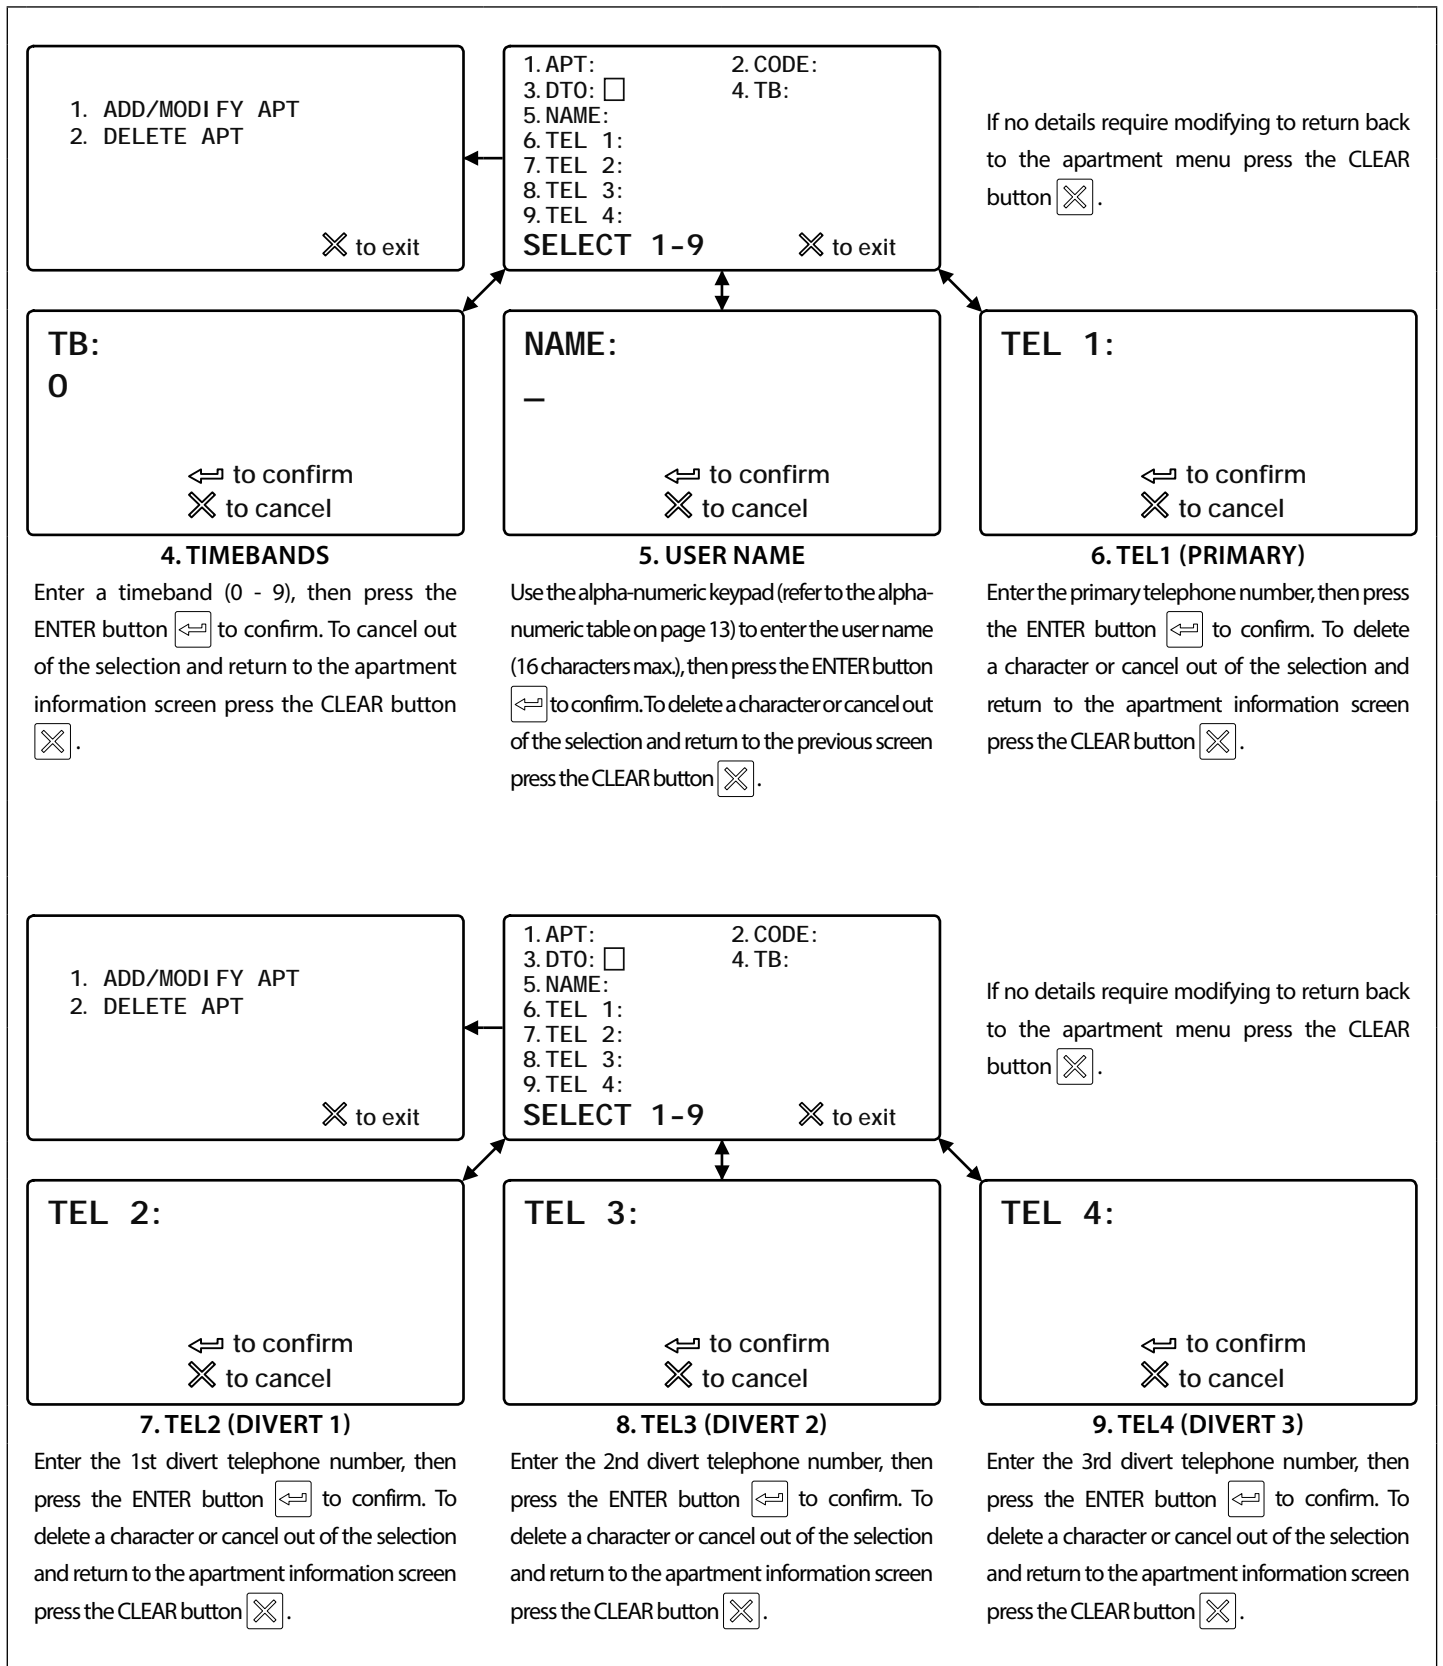 1. ADD/MODIFY APT
2. DELETE APT
to exit
1. APT: 2. CODE:
3. DTO: 4. TB:
5. NAME:
6. TEL 1:
7. TEL 2:
8. TEL 3:
9. TEL 4:
SELECT 1-9 to exit
If no details require modifying to return back
to the apartment menu press the CLEAR
button .
TB:
0
to confirm
to cancel
NAME:
_
to confirm
to cancel
TEL 1:
to confirm
to cancel
4. TIMEBANDS
Enter a timeband (0 - 9), then press the
ENTER button to confirm. To cancel out
of the selection and return to the apartment
information screen press the CLEAR button
.
5. USER NAME
Use the alpha-numeric keypad (refer to the alpha-
numeric table on page 13) to enter the user name
(16 characters max.), then press the ENTER button
to confirm. To delete a character or cancel out
of the selection and return to the previous screen
press the CLEAR button .
6. TEL1 (PRIMARY)
Enter the primary telephone number, then press
the ENTER button to confirm. To delete
a character or cancel out of the selection and
return to the apartment information screen
press the CLEAR button .
1. ADD/MODIFY APT
2. DELETE APT
to exit
1. APT: 2. CODE:
3. DTO: 4. TB:
5. NAME:
6. TEL 1:
7. TEL 2:
8. TEL 3:
9. TEL 4:
SELECT 1-9 to exit
If no details require modifying to return back
to the apartment menu press the CLEAR
button .
TEL 2:
to confirm
to cancel
TEL 3:
to confirm
to cancel
TEL 4:
to confirm
to cancel
7. TEL2 (DIVERT 1)
Enter the 1st divert telephone number, then
press the ENTER button to confirm. To
delete a character or cancel out of the selection
and return to the apartment information screen
press the CLEAR button .
8. TEL3 (DIVERT 2)
Enter the 2nd divert telephone number, then
press the ENTER button to confirm. To
delete a character or cancel out of the selection
and return to the apartment information screen
press the CLEAR button .
9. TEL4 (DIVERT 3)
Enter the 3rd divert telephone number, then
press the ENTER button to confirm. To
delete a character or cancel out of the selection
and return to the apartment information screen
press the CLEAR button .